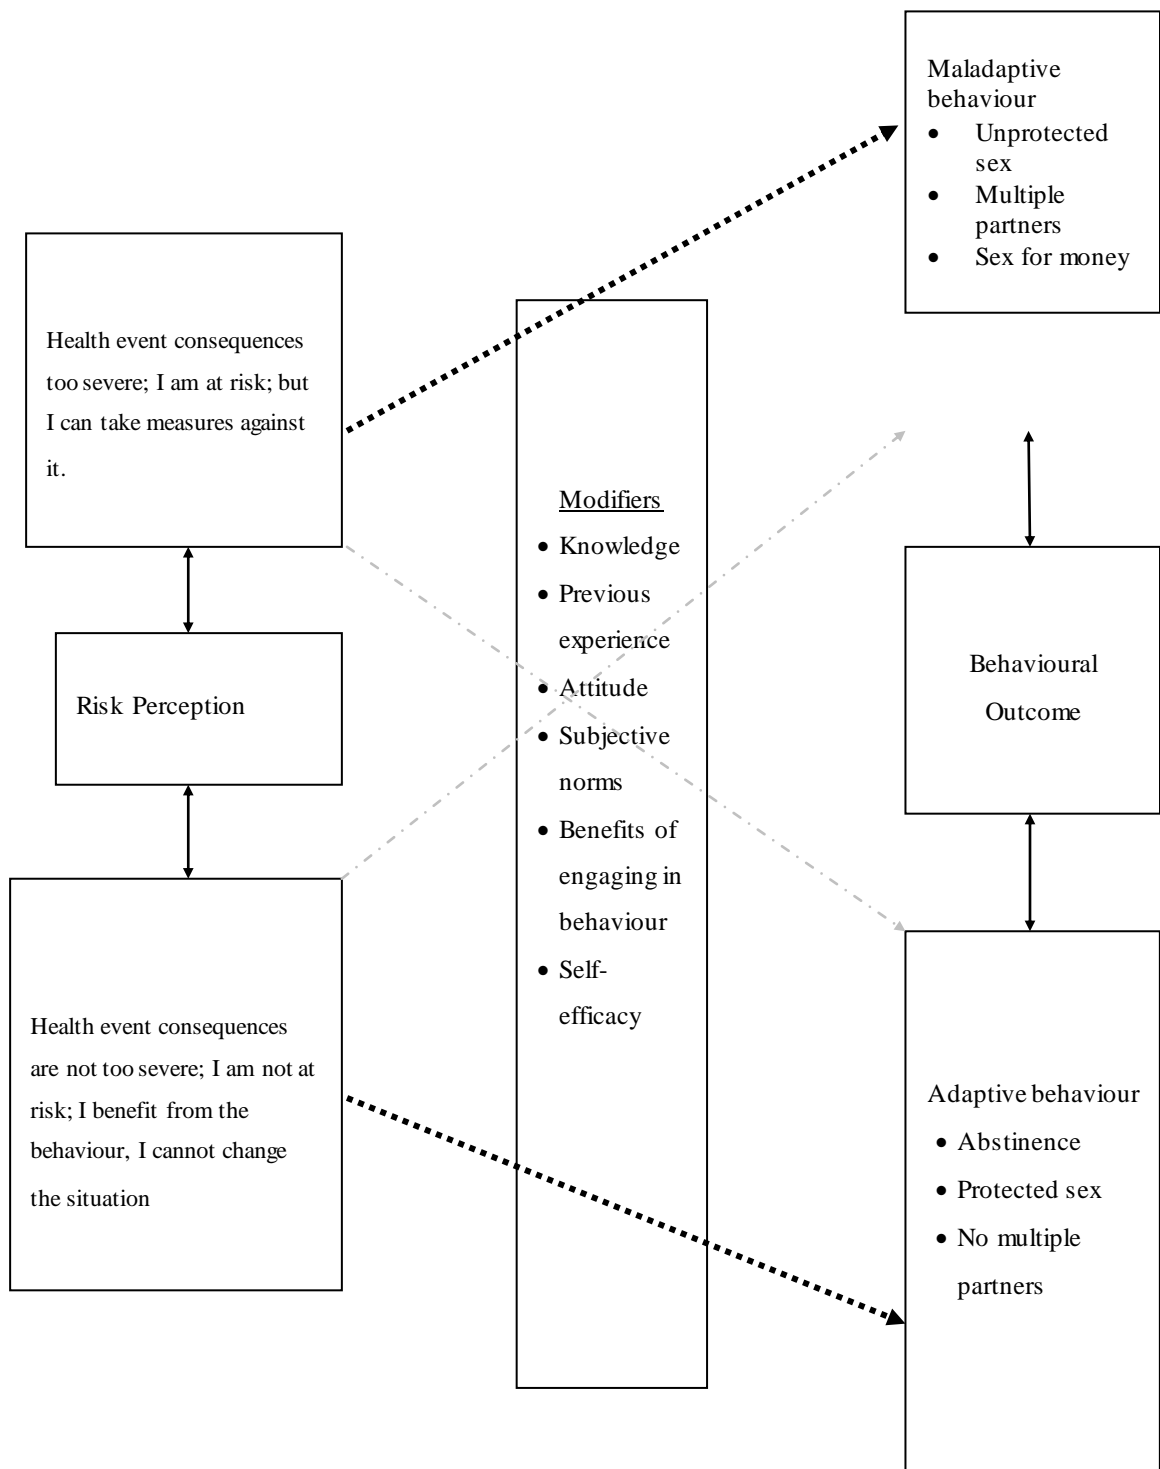 Maladaptive
behaviour
• Unprotected
sex
• Multiple
partners
• Sex for money
Health event consequences
too severe; I am at risk; but
I can take measures against
it.
Risk Perception
Health event consequences
are not too severe; I am not at
risk; I benefit from the
behaviour, I cannot change
the situation
Modifiers
• Knowledge
• Previous
experience
• Attitude
• Subjective
norms
• Benefits of
engaging in
behaviour
• Self-
efficacy
Behavioural
Outcome
Adaptive behaviour
• Abstinence
• Protected sex
• No multiple
partners